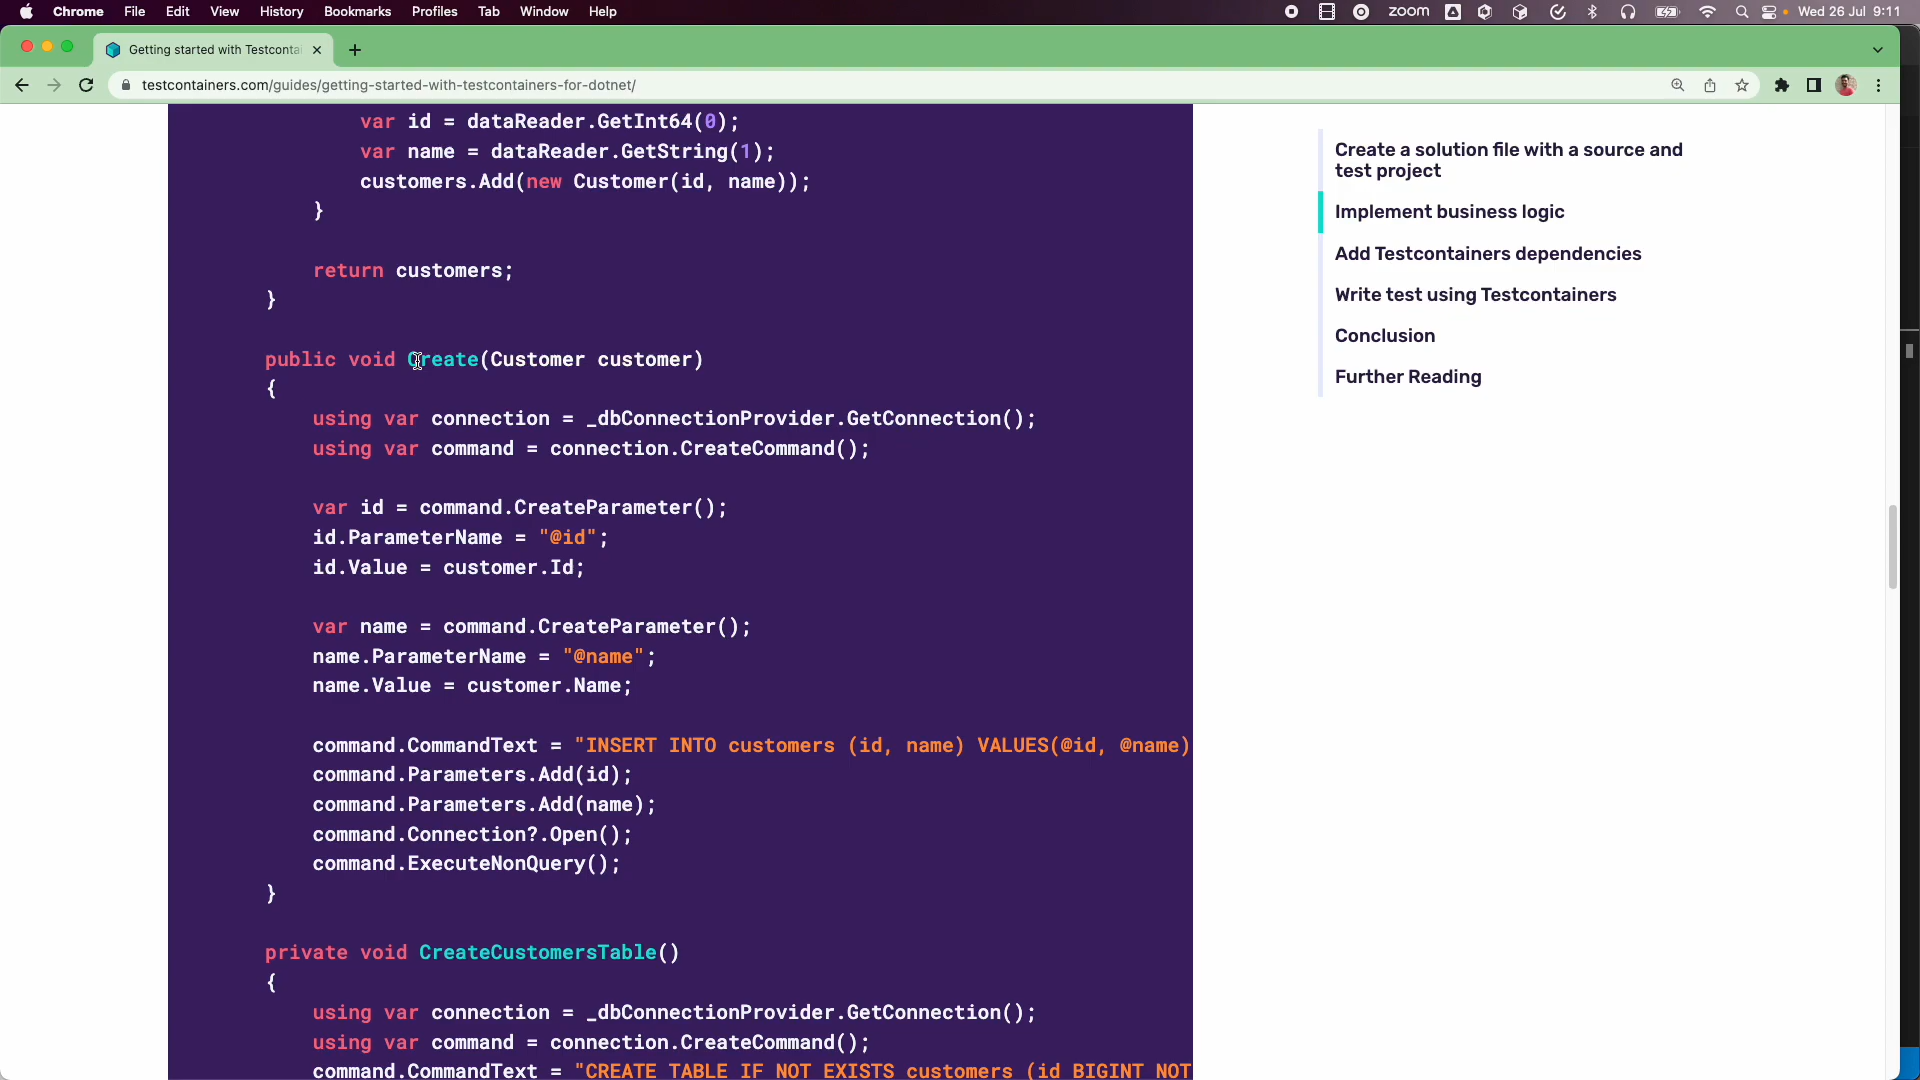 Chrome File Edit View History Bookmarks Profiles Tab Window Help zoom Wed 26 Jul 9:11
Getting started with Testcontai
testcontainers.com/guides/getting-started-with-testcontainers-for-dotnet/
var id = dataReader.GetInt64(0);
var name = dataReader.GetString(1);
customers.Add(new Customer(id, name));
}
return customers;
}
public void Create(Customer customer)
{
using var connection = _dbConnectionProvider.GetConnection();
using var command = connection.CreateCommand();
var id = command.CreateParameter();
id.ParameterName = "@id";
id.Value = customer.Id;
var name = command.CreateParameter();
name.ParameterName = "@name";
name.Value = customer.Name;
command.CommandText = "INSERT INTO customers (id, name) VALUES(@id, @name)
command.Parameters.Add(id);
command.Parameters.Add(name);
command.Connection?.Open();
command.ExecuteNonQuery();
}
private void CreateCustomersTable()
{
using var connection = _dbConnectionProvider.GetConnection();
using var command = connection.CreateCommand();
command.CommandText = "CREATE TABLE IF NOT EXISTS customers (id BIGINT NOT
Create a solution file with a source and
test project
Implement business logic
Add Testcontainers dependencies
Write test using Testcontainers
Conclusion
Further Reading